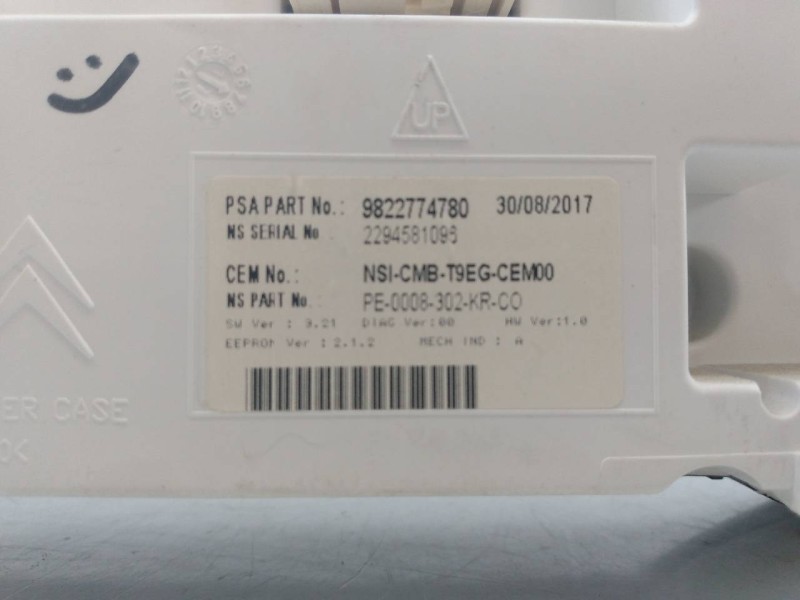 UP
PSA PART No.: 9822774780 30/08/2017
NS SERIAL No : 2294581096
CEM No.: NSI-CMB-T9EG-CEM00
NS PART No. : PE-0008-302-KR-CO
SW Ver : 3.21 DIAG Ver:00 HW Ver:1.0
EEPROM Ver : 2.1.2 MECH IND : A
ER CASE